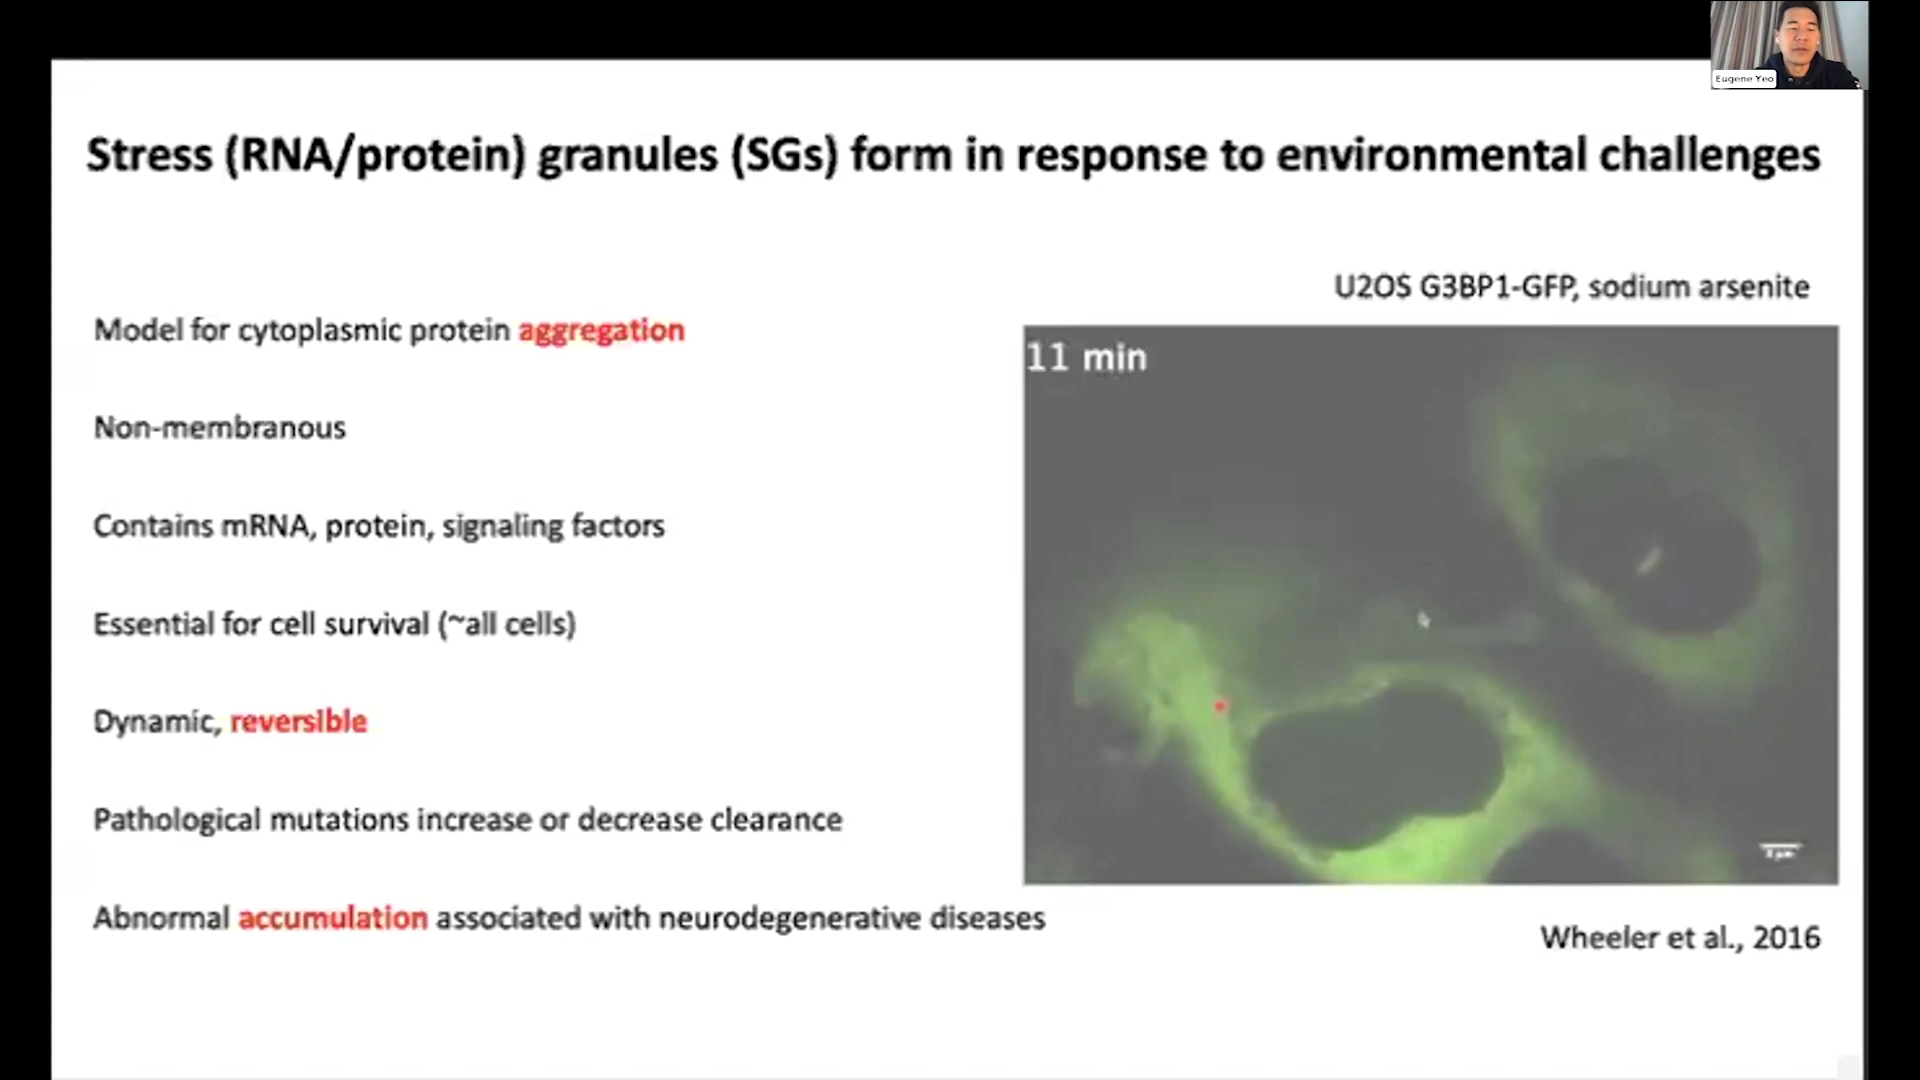 Eugene Yeo
Stress (RNA/protein) granules (SGs) form in response to environmental challenges
U2OS G3BP1-GFP, sodium arsenite
Model for cytoplasmic protein aggregation
11 min
Non-membranous
Contains mRNA, protein, signaling factors
Essential for cell survival (~all cells)
Dynamic, reversible
Pathological mutations increase or decrease clearance
Abnormal accumulation associated with neurodegenerative diseases
Wheeler et al., 2016